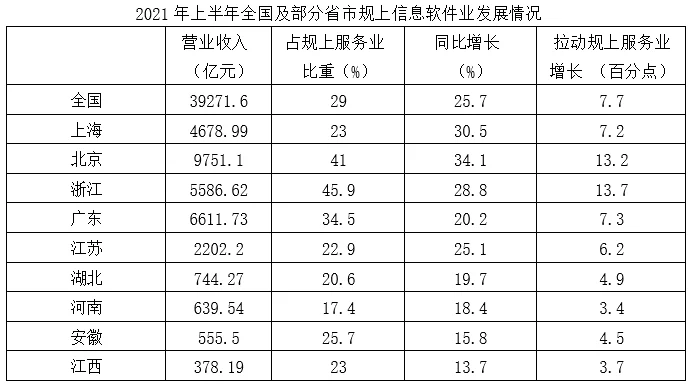 2021年上半年全国及部分省市规上信息软件业发展情况
营业收入（亿元） 占规上服务业比重（%） 同比增长（%） 拉动规上服务业增长（百分点）
全国 39271.6 29 25.7 7.7
上海 4678.99 23 30.5 7.2
北京 9751.1 41 34.1 13.2
浙江 5586.62 45.9 28.8 13.7
广东 6611.73 34.5 20.2 7.3
江苏 2202.2 22.9 25.1 6.2
湖北 744.27 20.6 19.7 4.9
河南 639.54 17.4 18.4 3.4
安徽 555.5 25.7 15.8 4.5
江西 378.19 23 13.7 3.7